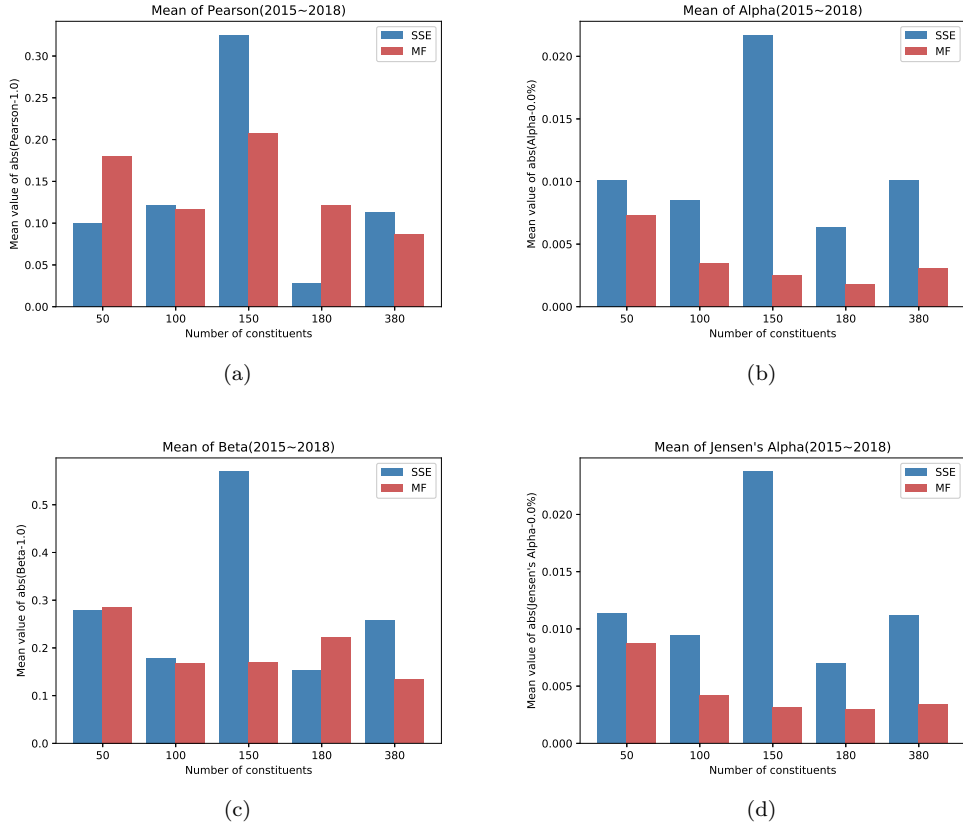 Mean of Pearson(2015~2018)
Mean value of abs(Pearson-1.0)
0.30
0.25
0.20
0.15
0.10
0.05
0.00
SSE
MF
50 100 150 180 380
Number of constituents
(a)
Mean of Alpha(2015~2018)
Mean value of abs(Alpha-0.0%)
0.020
0.015
0.010
0.005
0.000
SSE
MF
50 100 150 180 380
Number of constituents
(b)
Mean of Beta(2015~2018)
Mean value of abs(Beta-1.0)
0.5
0.4
0.3
0.2
0.1
0.0
SSE
MF
50 100 150 180 380
Number of constituents
(c)
Mean of Jensen's Alpha(2015~2018)
Mean value of abs(Jensen's Alpha-0.0%)
0.020
0.015
0.010
0.005
0.000
SSE
MF
50 100 150 180 380
Number of constituents
(d)